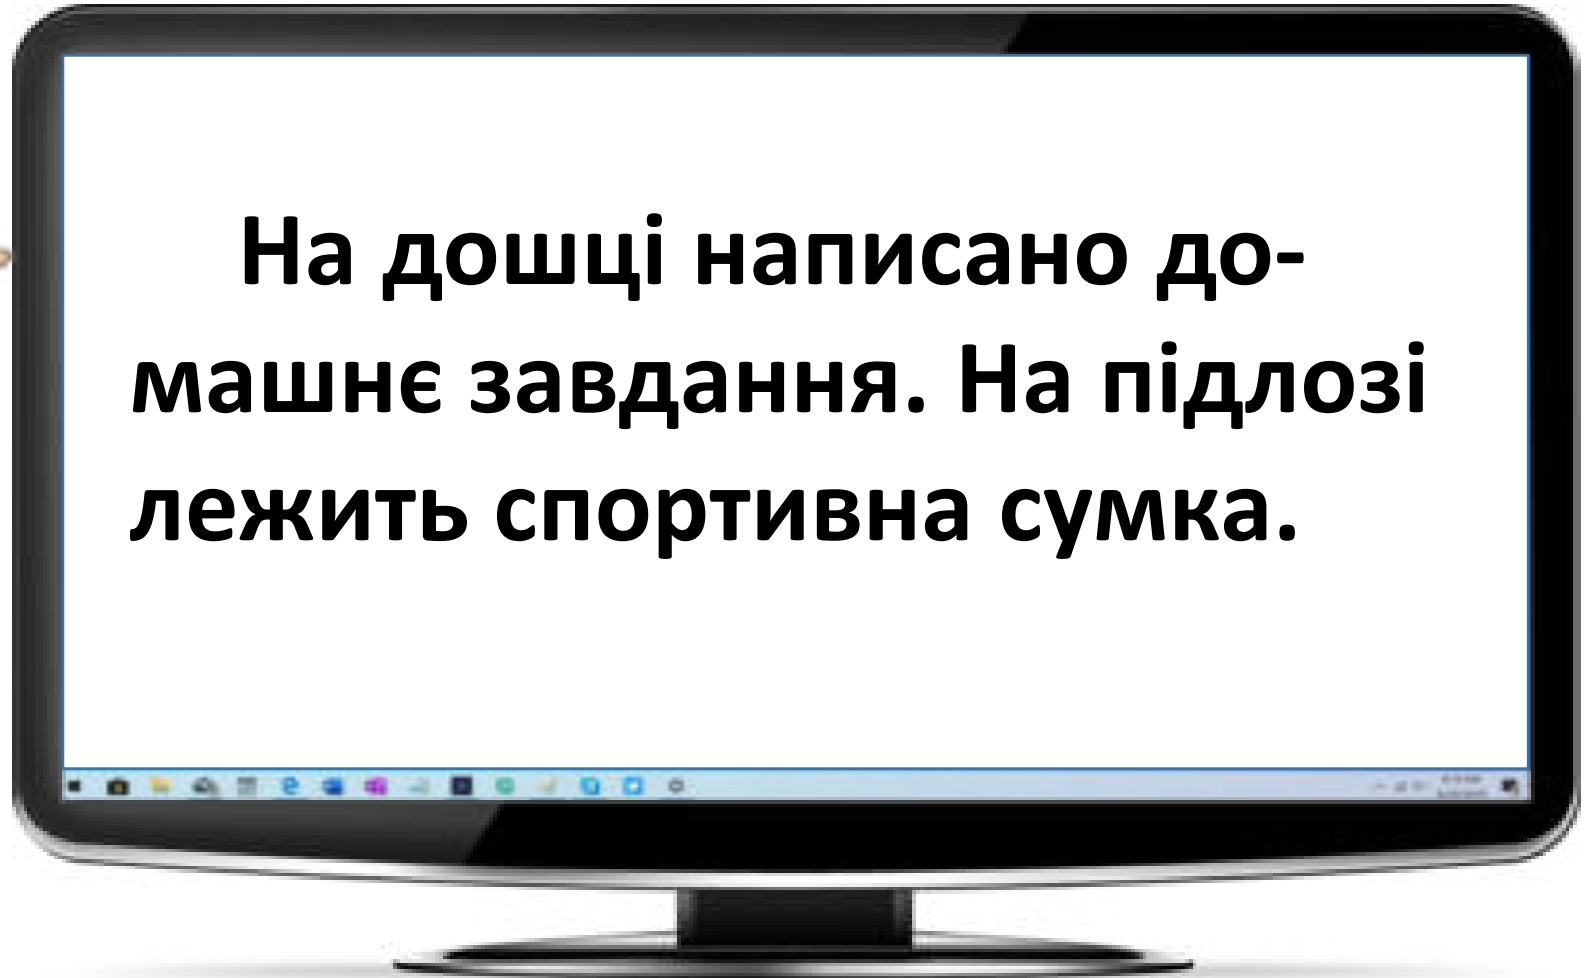 На дошці написано до-
машнє завдання. На підлозі
лежить спортивна сумка.